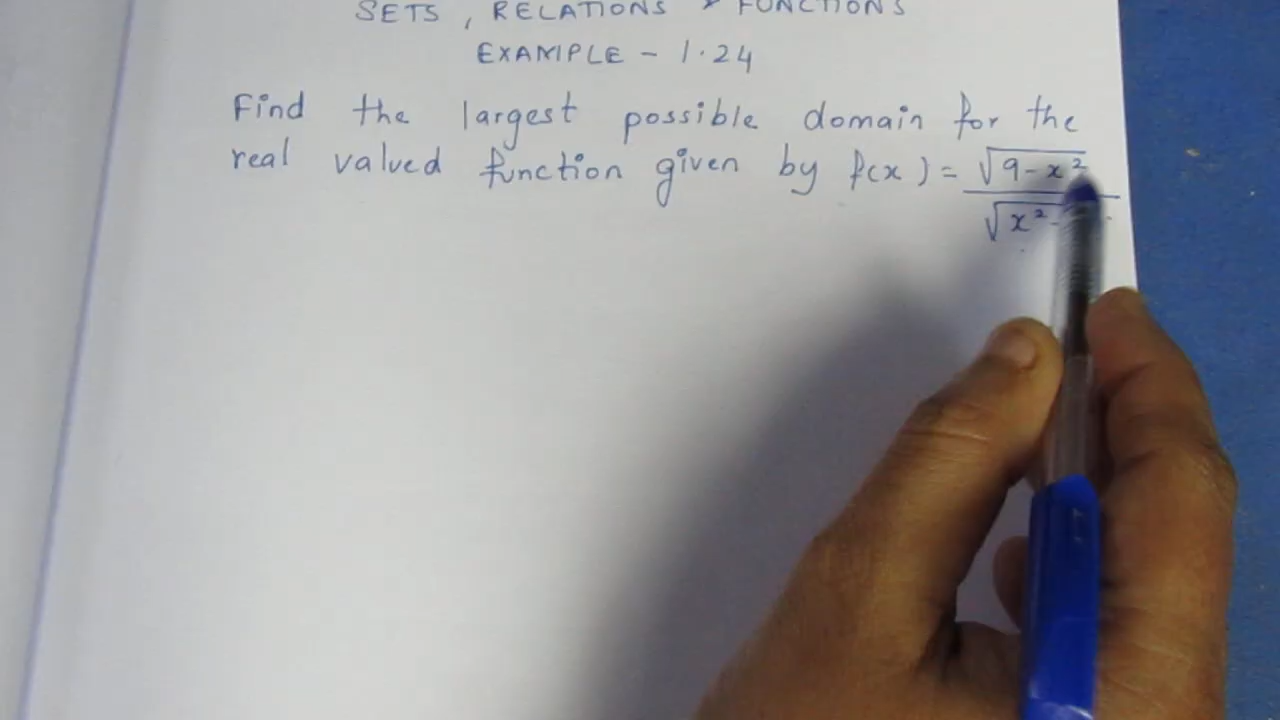 SETS, RELATIONS & FUNCTIONS
EXAMPLE - 1.24
Find the largest possible domain for the
real valued function given by f(x) = √9-x²
√x² -